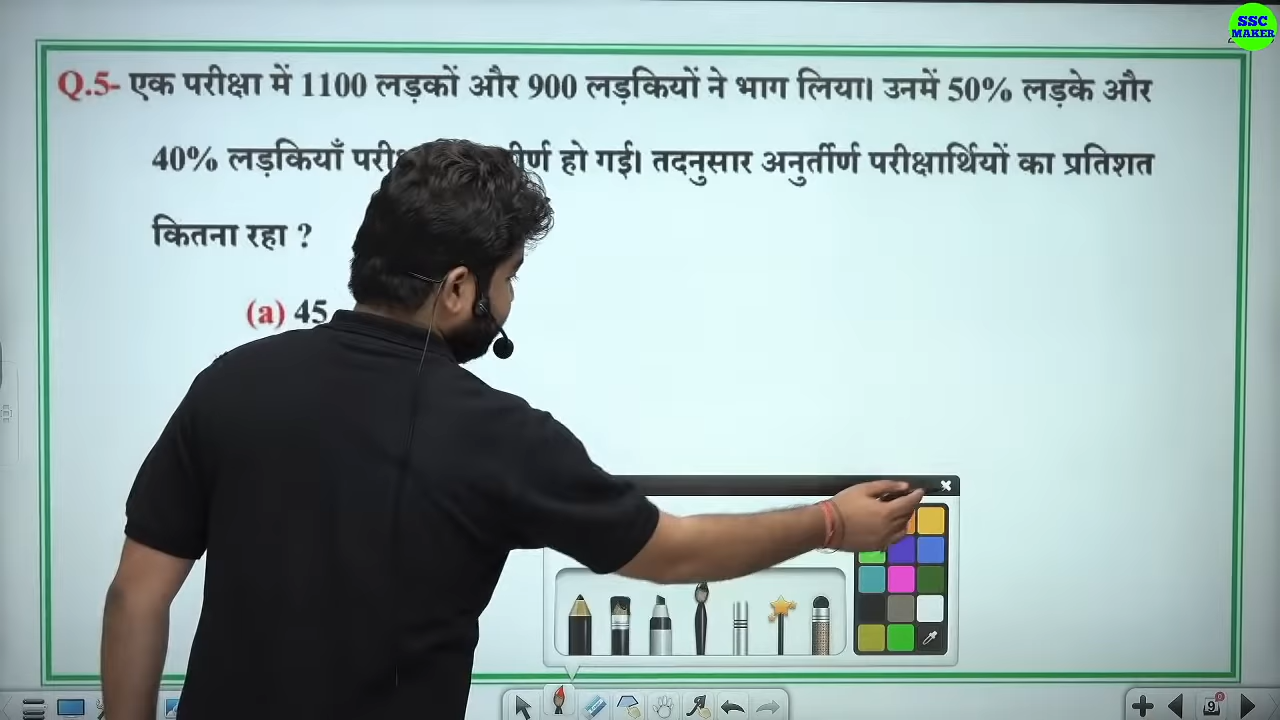 SSC
MAKER
Q.5- एक परीक्षा में 1100 लड़कों और 900 लड़कियों ने भाग लिया। उनमें 50% लड़के और
40% लड़कियाँ हो गई। तदनुसार अनुर्तीर्ण परीक्षार्थियों का प्रतिशत
कितना रहा ?
(a) 45
9